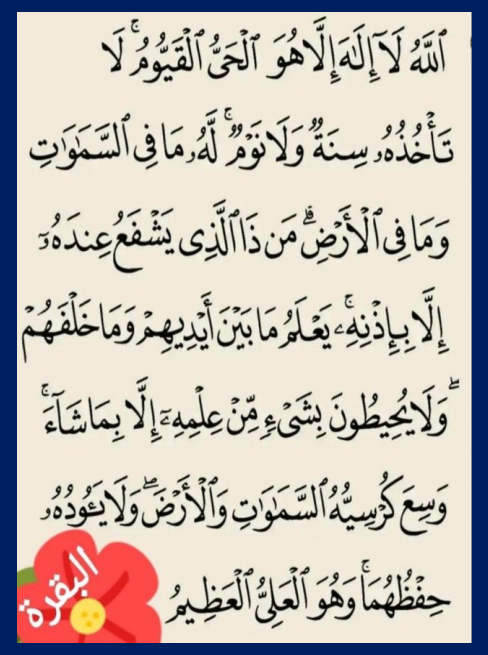 ٱللَّهُ لَآ إِلَٰهَ إِلَّا هُوَ ٱلْحَىُّ ٱلْقَيُّومُ ۚ لَا
تَأْخُذُهُۥ سِنَةٌ وَلَا نَوْمٌ ۚ لَّهُۥ مَا فِى ٱلسَّمَٰوَٰتِ
وَمَا فِى ٱلْأَرْضِ ۗ مَن ذَا ٱلَّذِى يَشْفَعُ عِندَهُۥٓ
إِلَّا بِإِذْنِهِۦ ۚ يَعْلَمُ مَا بَيْنَ أَيْدِيهِمْ وَمَا خَلْفَهُمْ
ۖ وَلَا يُحِيطُونَ بِشَىْءٍ مِّنْ عِلْمِهِۦٓ إِلَّا بِمَا شَآءَ ۚ
وَسِعَ كُرْسِيُّهُ ٱلسَّمَٰوَٰتِ وَٱلْأَرْضَ ۖ وَلَا يَـُٔودُهُۥ
حِفْظُهُمَا ۚ وَهُوَ ٱلْعَلِىُّ ٱلْعَظِيمُ
البقرة